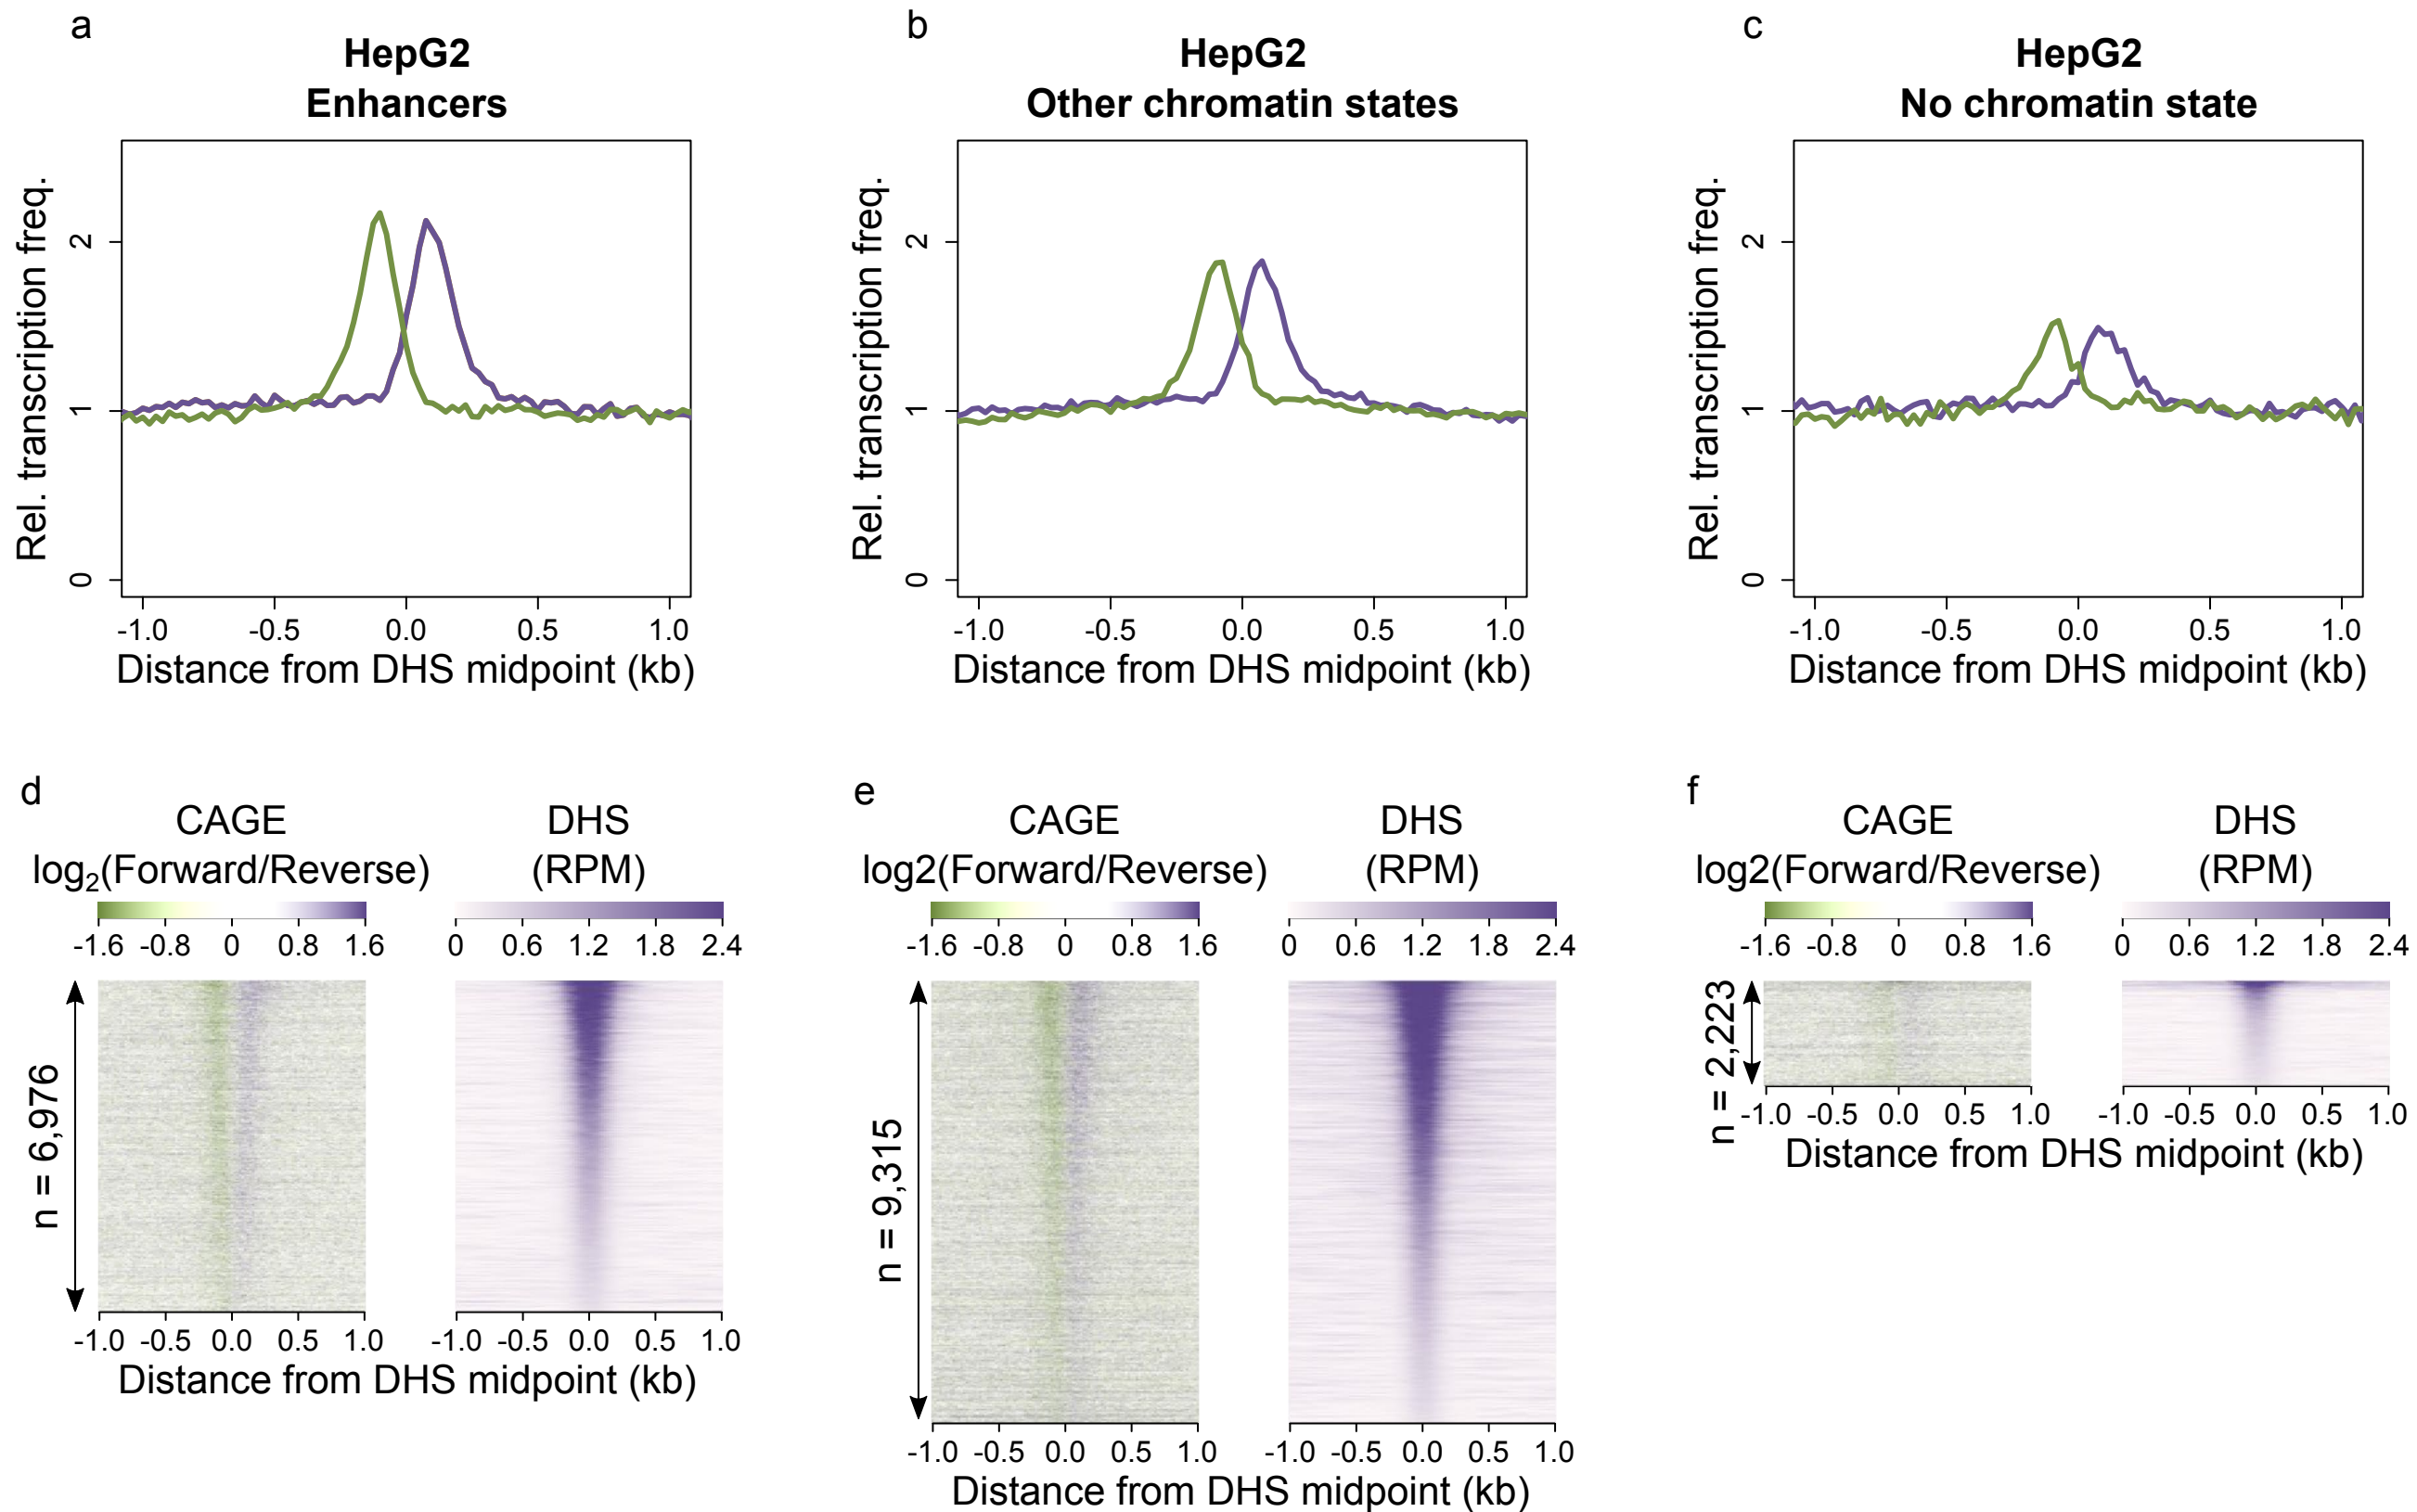 a
HepG2
Enhancers
Rel. transcription freq.
2
1
0
-1.0 -0.5 0.0 0.5 1.0
Distance from DHS midpoint (kb)
b
HepG2
Other chromatin states
Rel. transcription freq.
2
1
0
-1.0 -0.5 0.0 0.5 1.0
Distance from DHS midpoint (kb)
c
HepG2
No chromatin state
Rel. transcription freq.
2
1
0
-1.0 -0.5 0.0 0.5 1.0
Distance from DHS midpoint (kb)
d
CAGE
log₂(Forward/Reverse)
-1.6 -0.8 0 0.8 1.6
DHS
(RPM)
0 0.6 1.2 1.8 2.4
n = 6,976
-1.0 -0.5 0.0 0.5 1.0
-1.0 -0.5 0.0 0.5 1.0
Distance from DHS midpoint (kb)
e
CAGE
log2(Forward/Reverse)
-1.6 -0.8 0 0.8 1.6
DHS
(RPM)
0 0.6 1.2 1.8 2.4
n = 9,315
-1.0 -0.5 0.0 0.5 1.0
-1.0 -0.5 0.0 0.5 1.0
Distance from DHS midpoint (kb)
f
CAGE
log2(Forward/Reverse)
-1.6 -0.8 0 0.8 1.6
DHS
(RPM)
0 0.6 1.2 1.8 2.4
n = 2,223
-1.0 -0.5 0.0 0.5 1.0
-1.0 -0.5 0.0 0.5 1.0
Distance from DHS midpoint (kb)